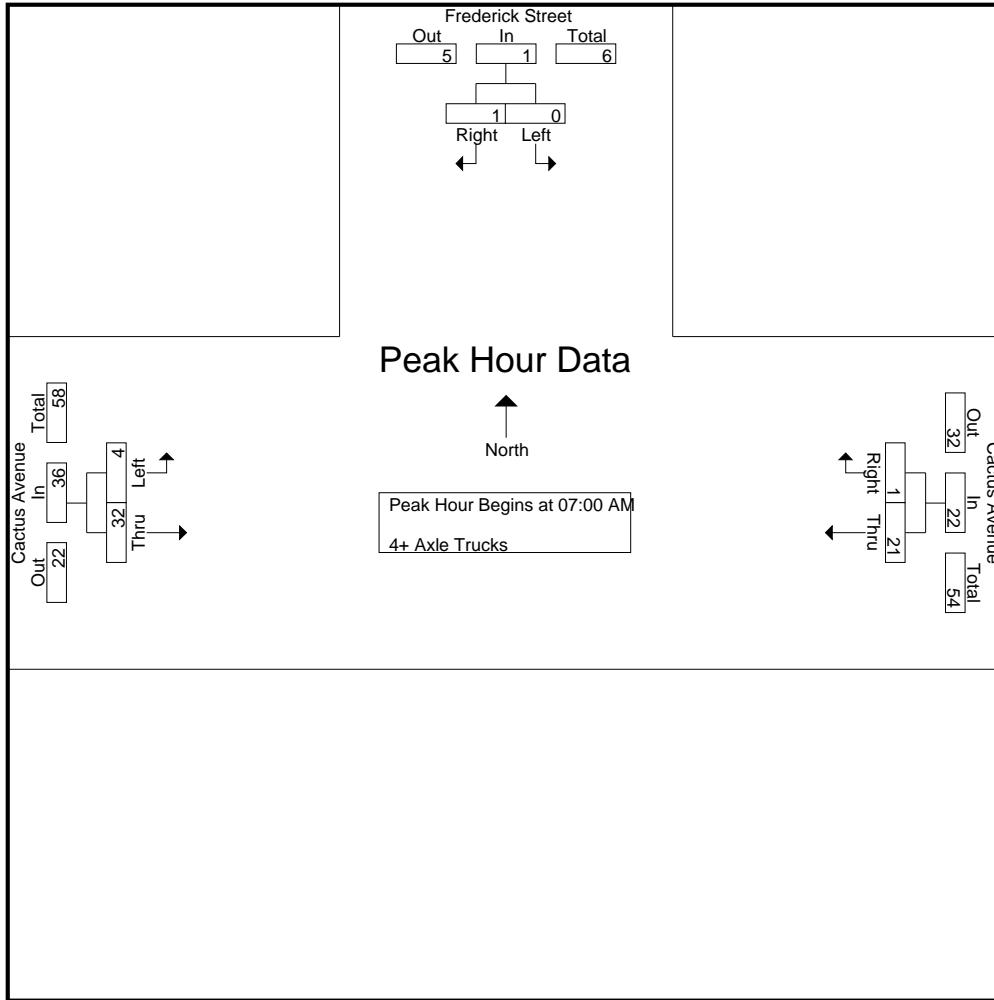 Frederick Street
Out In Total
5 1 6
1 0
Right Left
Peak Hour Data
North
Peak Hour Begins at 07:00 AM
4+ Axle Trucks
Cactus Avenue
Total In Out
58 36 22
4 32
Left Thru
Cactus Avenue
Out In Total
32 22 54
1 21
Right Thru